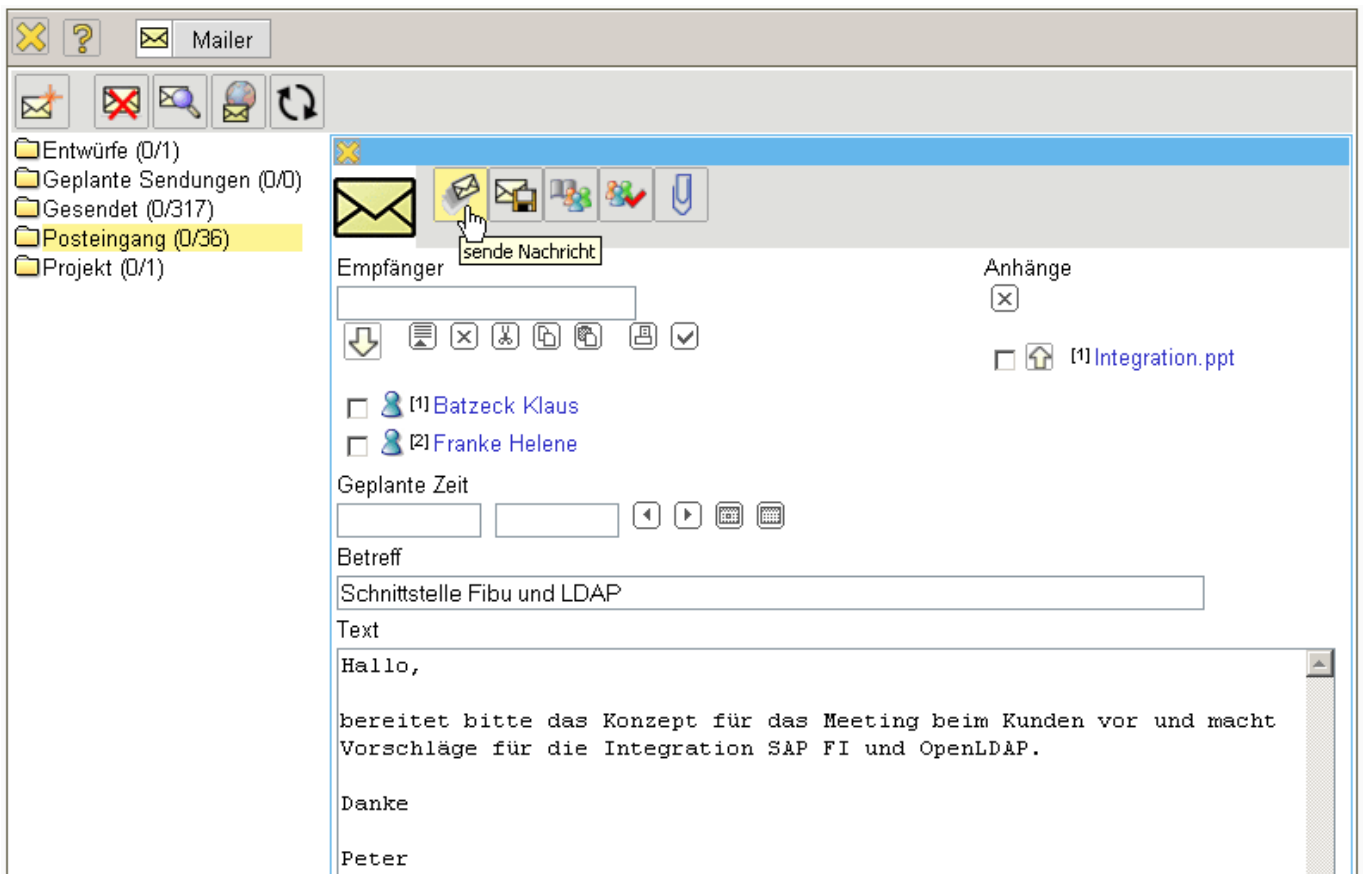 Mailer
Entwürfe (0/1)
Geplante Sendungen (0/0)
Gesendet (0/317)
Posteingang (0/36)
Projekt (0/1)
sende Nachricht
Empfänger
Anhänge
[1] Integration.ppt
[1] Batzeck Klaus
[2] Franke Helene
Geplante Zeit
Betreff
Schnittstelle Fibu und LDAP
Text
Hallo,
bereitet bitte das Konzept für das Meeting beim Kunden vor und macht
Vorschläge für die Integration SAP FI und OpenLDAP.
Danke
Peter